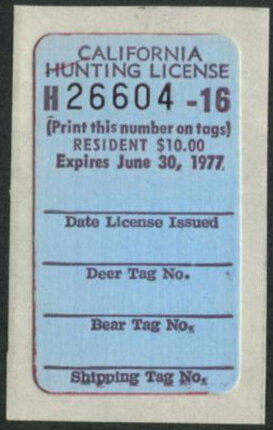 CALIFORNIA
HUNTING LICENSE
H26604 -16
(Print this number on tags)
RESIDENT $10.00
Expires June 30, 1977.
Date License Issued
Deer Tag No.
Bear Tag No.
Shipping Tag No.